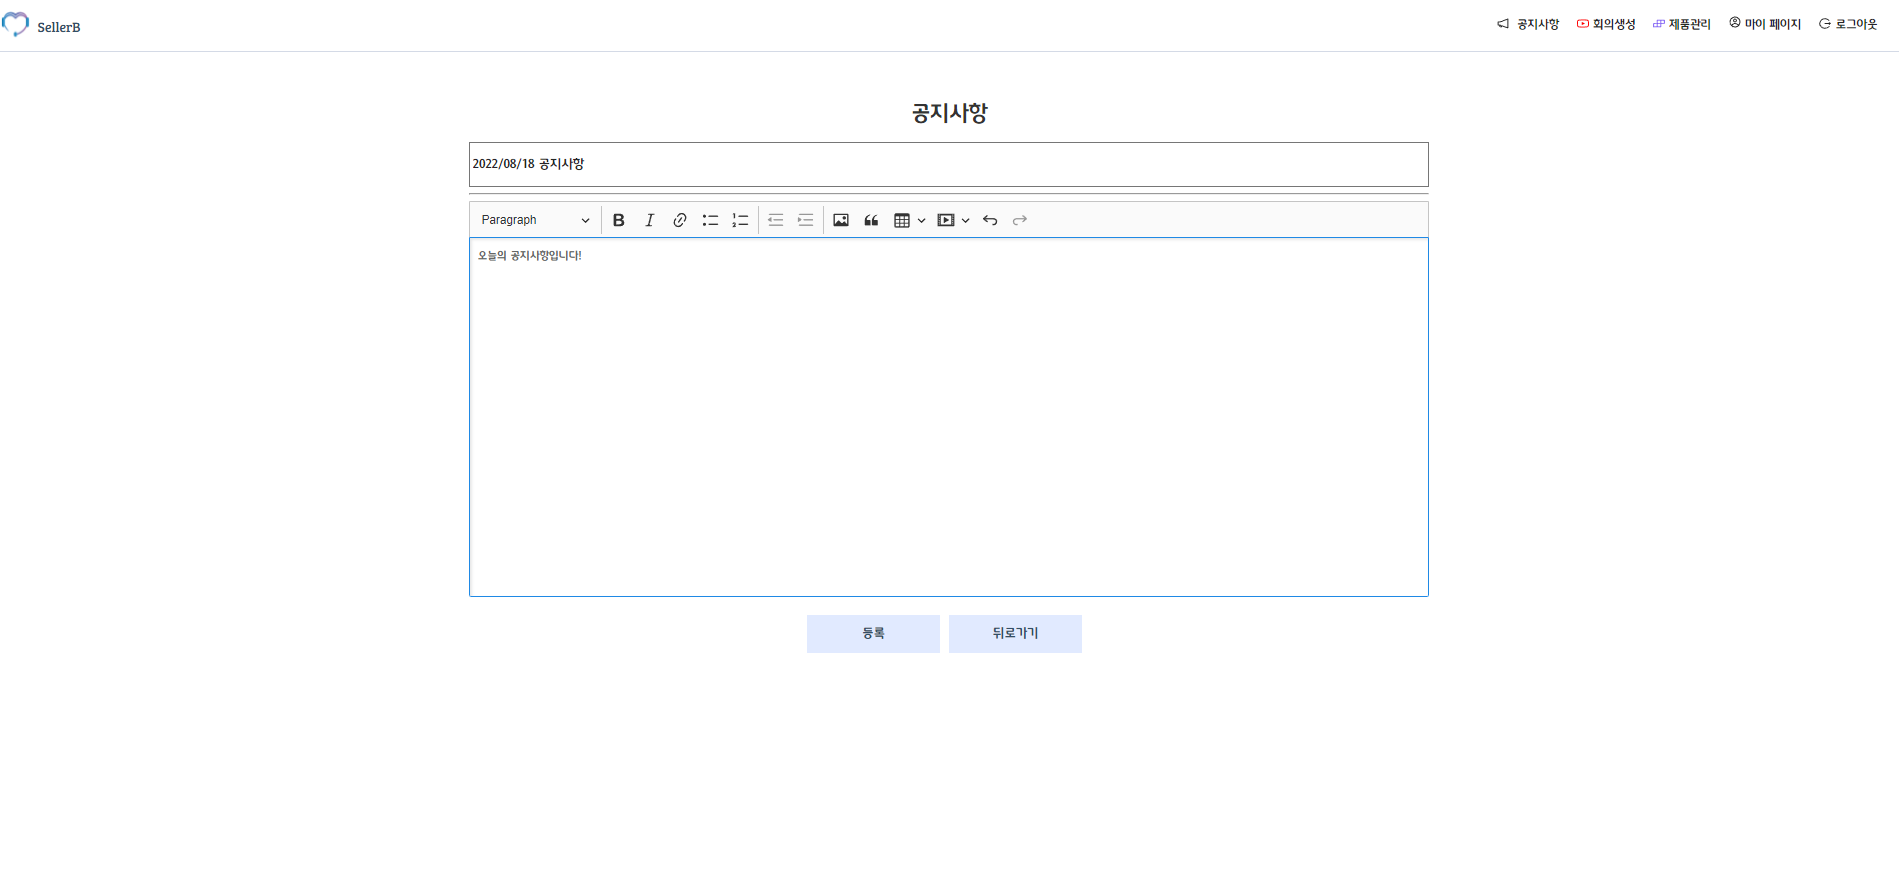 SellerB
공지사항 회의생성 제품관리 마이 페이지 로그아웃
공지사항
2022/08/18 공지사항
Paragraph
오늘의 공지사항입니다!
등록 뒤로가기